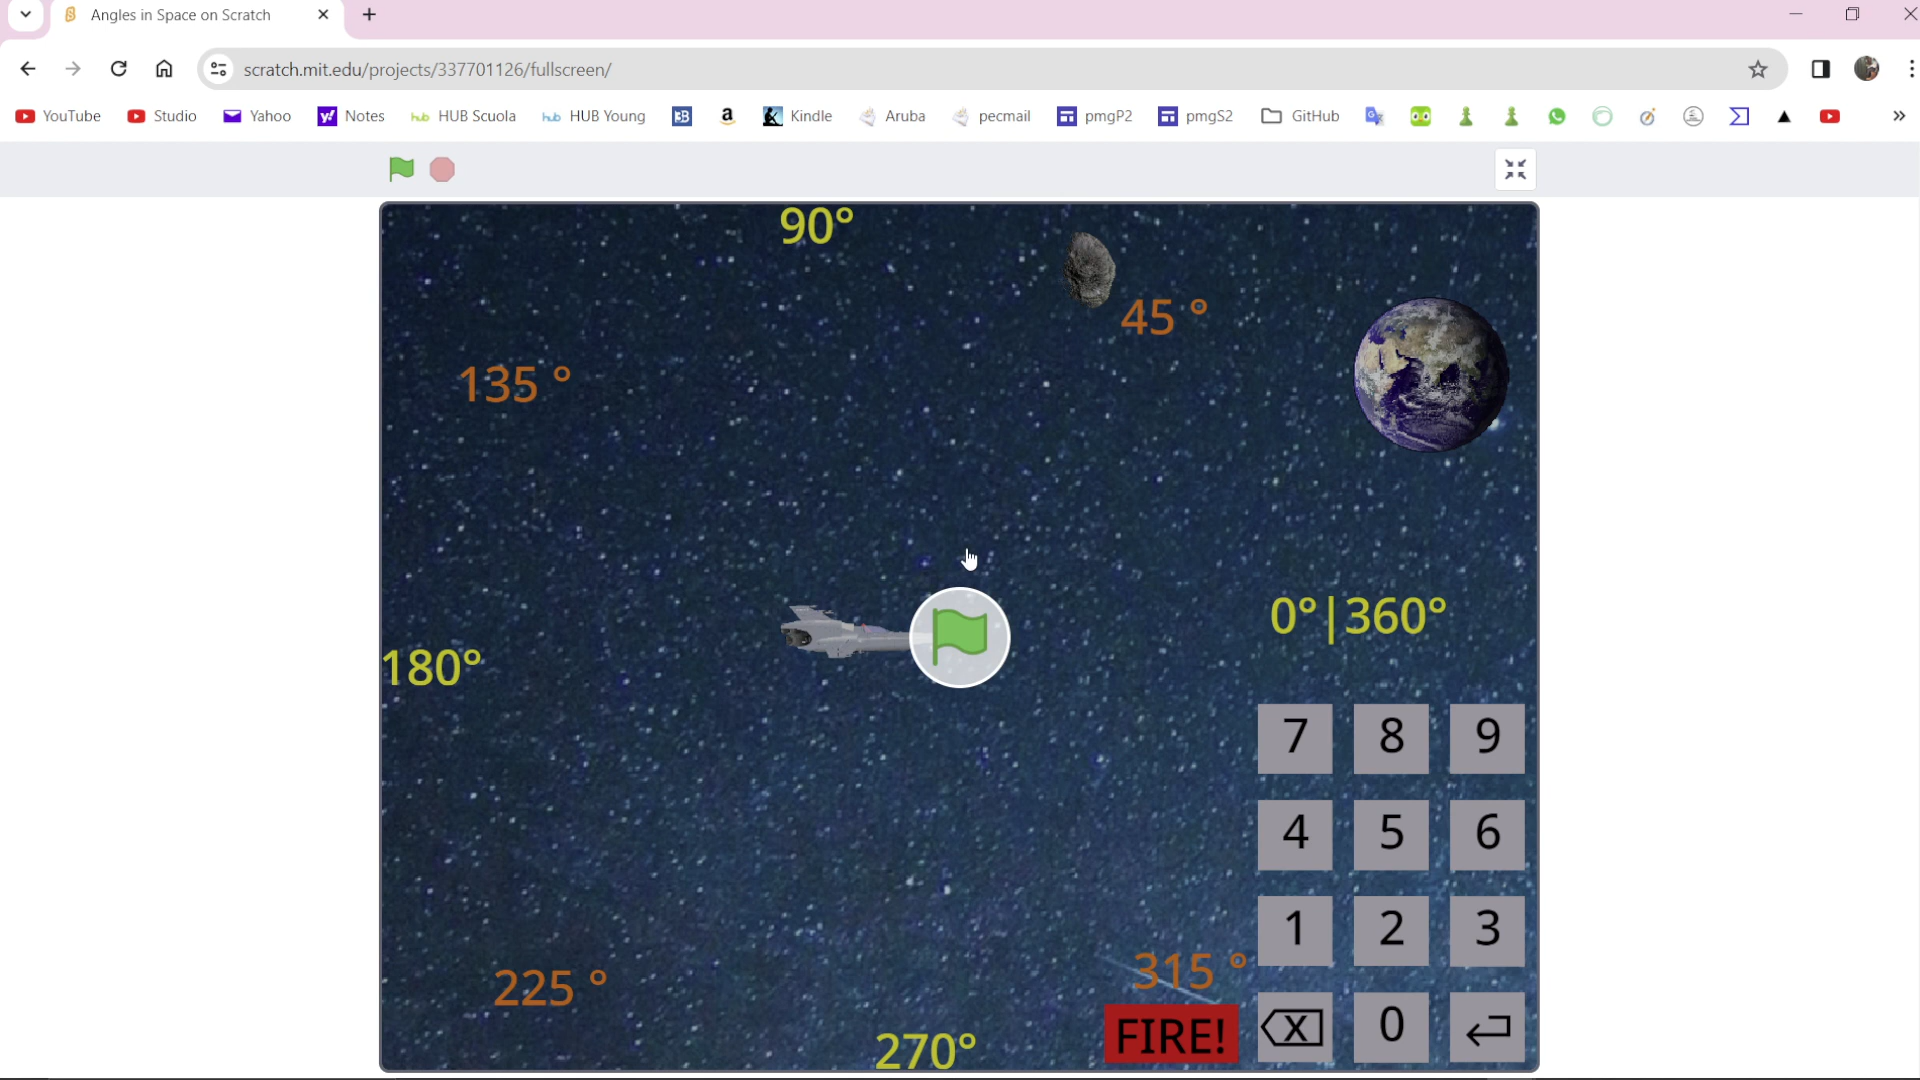 Angles in Space on Scratch
scratch.mit.edu/projects/337701126/fullscreen/
YouTube
Studio
Yahoo
Notes
hub HUB Scuola
hub HUB Young
B
a
Kindle
Aruba
pecmail
pmgP2
pmgS2
GitHub
90°
45 °
135 °
0°|360°
180°
7 8 9
4 5 6
1 2 3
225 °
315 °
FIRE!
X 0
270°